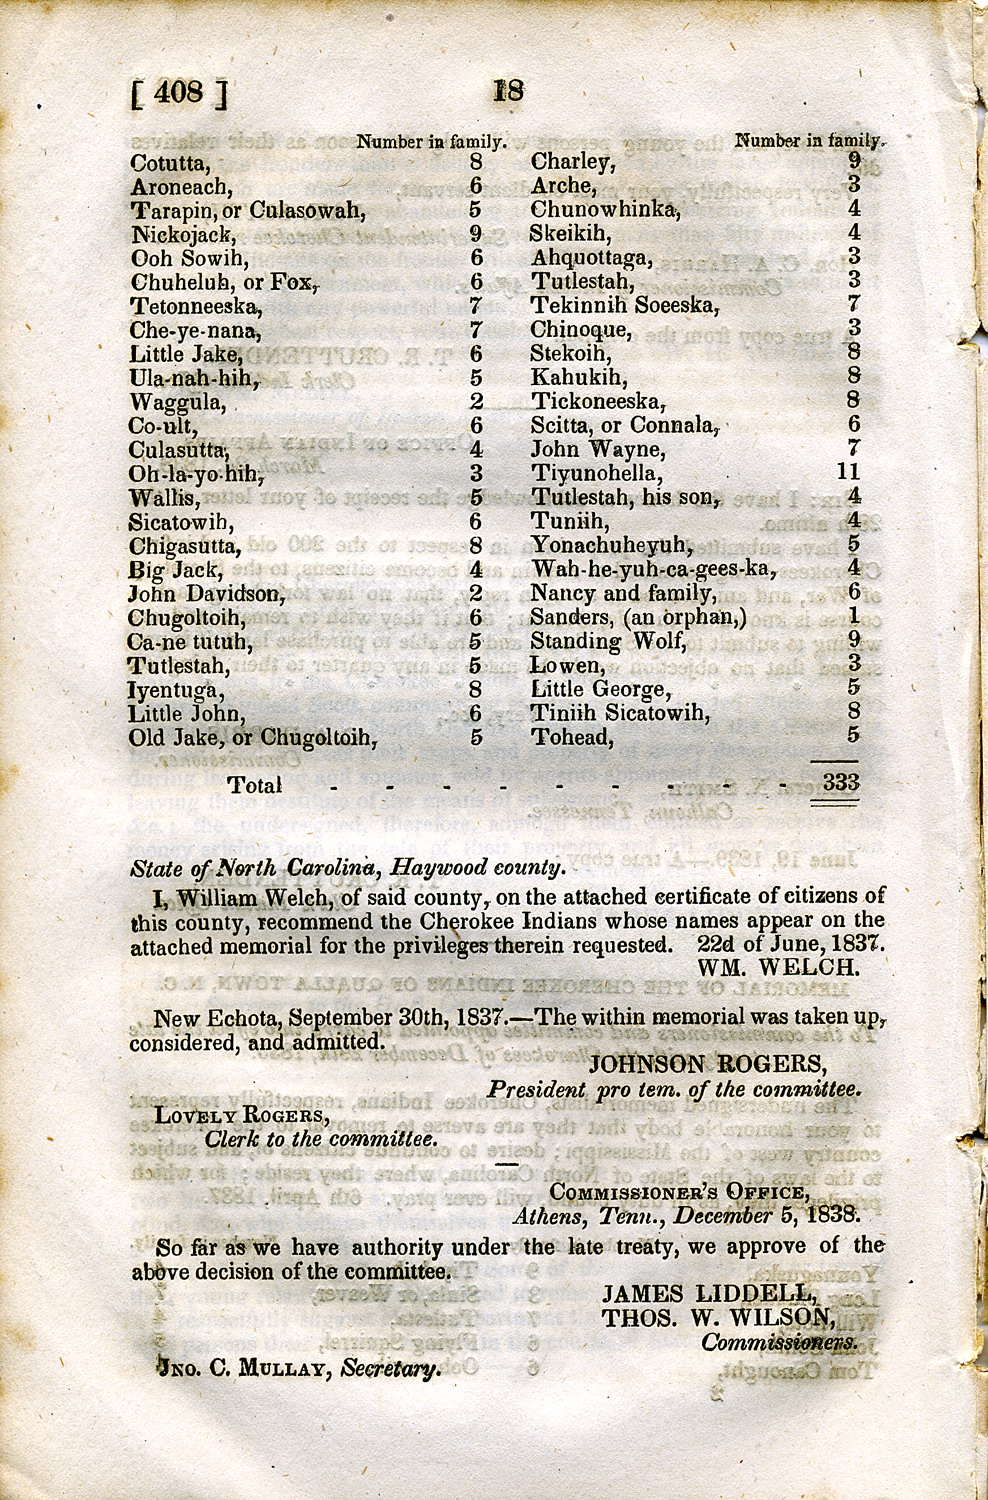 [ 408 ] 18
Number in family.
Cotutta, 8
Aroneach, 6
Tarapin, or Culasowah, 5
Nickojack, 9
Ooh Sowih, 6
Chuheluh, or Fox, 6
Tetonneeska, 7
Che-ye-nana, 7
Little Jake, 6
Ula-nah-hih, 5
Waggula, 2
Co-ult, 6
Culasutta, 4
Oh-la-yo-hih, 3
Wallis, 5
Sicatowih, 6
Chigasutta, 8
Big Jack, 4
John Davidson, 2
Chugoltoih, 6
Ca-ne tutuh, 5
Tutlestah, 5
Iyentuga, 8
Little John, 6
Old Jake, or Chugoltoih, 5
Number in family.
Charley, 9
Arche, 3
Chunowhinka, 4
Skeikih, 4
Ahquottaga, 3
Tutlestah, 3
Tekinnih Soeeska, 7
Chinoque, 3
Stekoih, 8
Kahukih, 8
Tickoneeska, 8
Scitta, or Connala, 6
John Wayne, 7
Tiyunohella, 11
Tutlestah, his son, 4
Tuniih, 4
Yonachuheyuh, 5
Wah-he-yuh-ca-gees-ka, 4
Nancy and family, 6
Sanders, (an orphan,) 1
Standing Wolf, 9
Lowen, 3
Little George, 5
Tiniih Sicatowih, 8
Tohead, 5
Total - - - - - - - - - 333
State of North Carolina, Haywood county.
I, William Welch, of said county, on the attached certificate of citizens of
this county, recommend the Cherokee Indians whose names appear on the
attached memorial for the privileges therein requested. 22d of June, 1837.
WM. WELCH.
New Echota, September 30th, 1837.—The within memorial was taken up,
considered, and admitted.
JOHNSON ROGERS,
President pro tem. of the committee.
LOVELY ROGERS,
Clerk to the committee.
COMMISSIONER'S OFFICE,
Athens, Tenn., December 5, 1838.
So far as we have authority under the late treaty, we approve of the
above decision of the committee.
JAMES LIDDELL,
THOS. W. WILSON,
Commissioners.
JNO. C. MULLAY, Secretary.